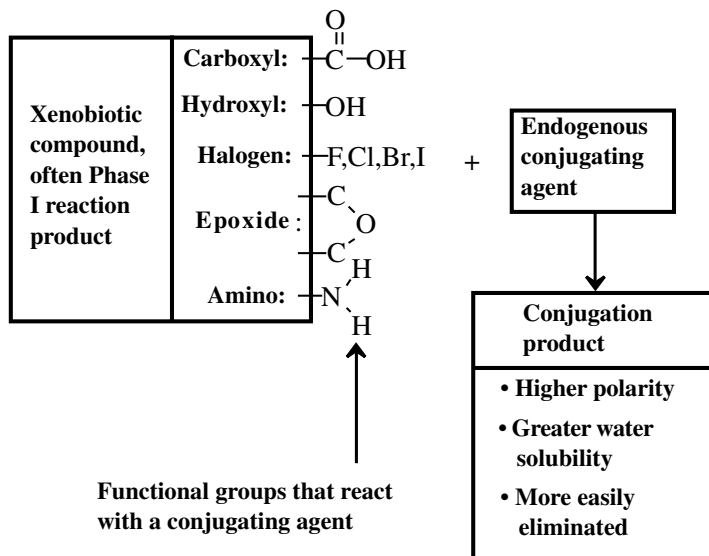 O
Carboxyl: C OH
Hydroxyl: OH
Halogen: F,Cl,Br,I
C
Epoxide : O
C
H
Amino: N
H
Xenobiotic
compound,
often Phase
I reaction
product
+
Endogenous
conjugating
agent
Conjugation
product
• Higher polarity
• Greater water
solubility
• More easily
eliminated
Functional groups that react
with a conjugating agent